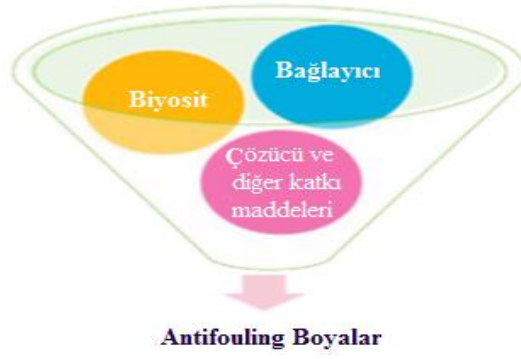 Biyosit
Bağlayıcı
Çözücü ve
diğer katkı
maddeleri
Antifouling Boyalar